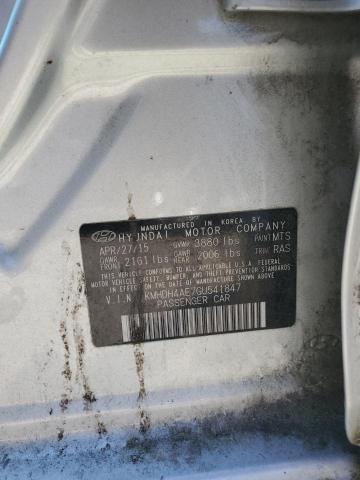 MANUFACTURED IN KOREA BY
HYUNDAI MOTOR COMPANY
APR/27/15 GVWR 3880 lbs PAINT MTS
GAWR FRONT 2161 lbs GAWR REAR 2006 lbs TRIM RAS
THIS VEHICLE CONFORMS TO ALL APPLICABLE U.S. FEDERAL
MOTOR VEHICLE SAFETY, BUMPER, AND THEFT PREVENTION
STANDARDS IN EFFECT ON THE DATE OF MANUFACTURE
SHOWN ABOVE.
V.I.N. KMHDH4AE7GU541847
PASSENGER CAR